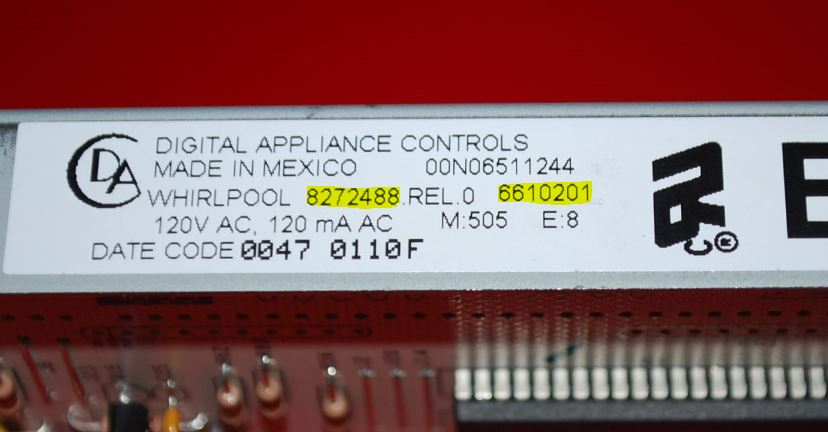 DIGITAL APPLIANCE CONTROLS
MADE IN MEXICO 00N06511244
WHIRLPOOL 8272488.REL.0 6610201
120V AC, 120 mA AC M:505 E:8
DATE CODE 0047 0110F
CDA
E